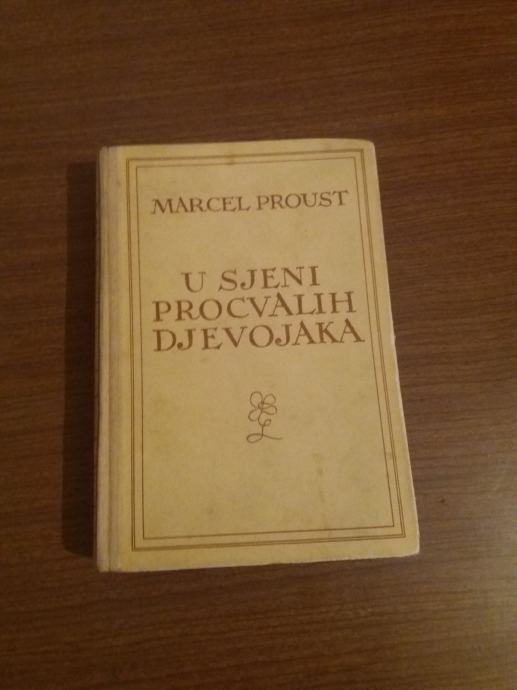 MARCEL PROUST
U SJENI
PROCVALIH
DJEVOJAKA